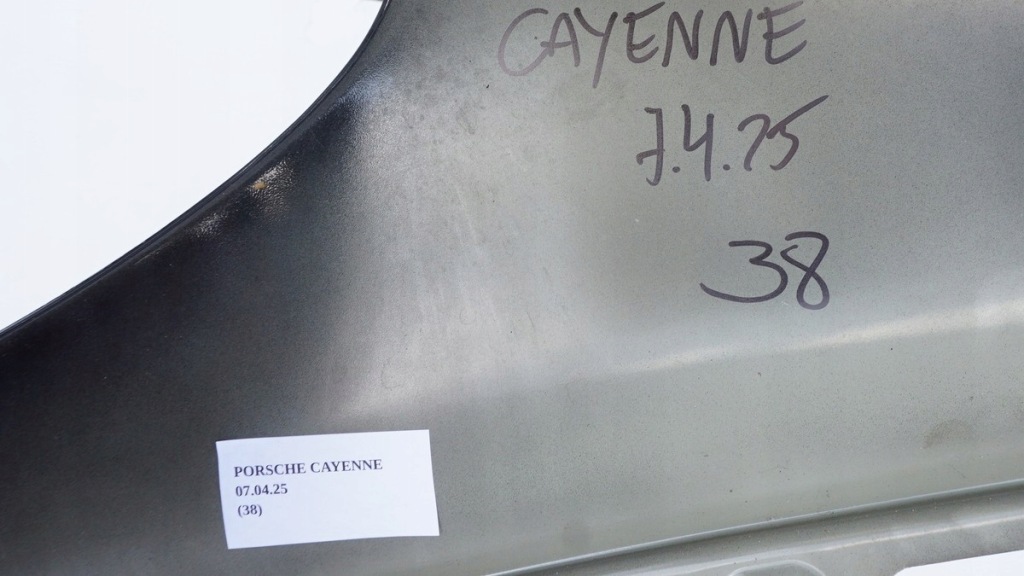 CAYENNE
7.4.25
38
PORSCHE CAYENNE
07.04.25
(38)